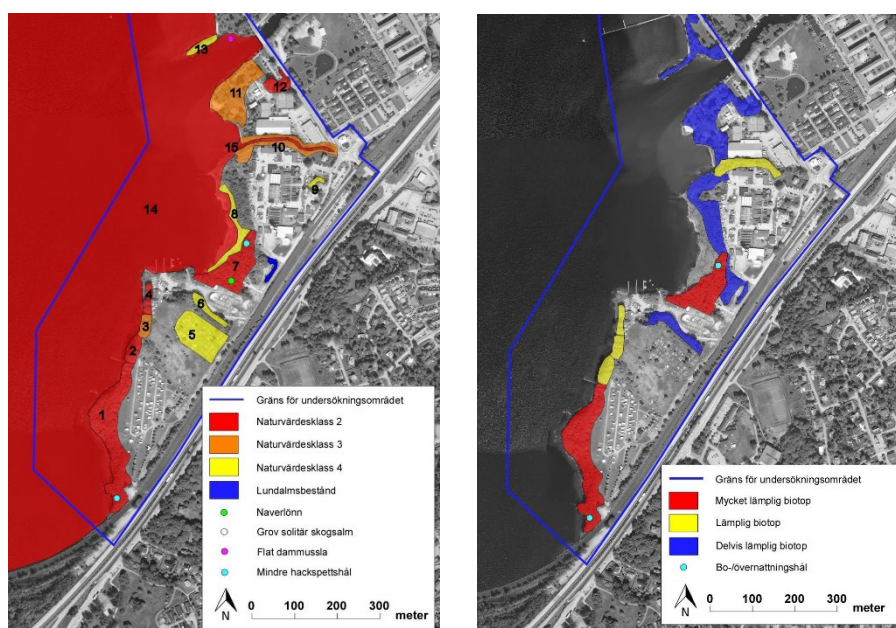 13
11
12
15
10
9
14
8
7
4
6
3
5
2
1
Gräns för undersökningsområdet
Naturvärdesklass 2
Naturvärdesklass 3
Naturvärdesklass 4
Lundalmsbestånd
Naverlönn
Grov solitär skogsalm
Flat dammussla
Mindre hackspettshål
N
0 100 200 300 meter
Gräns för undersökningsområdet
Mycket lämplig biotop
Lämplig biotop
Delvis lämplig biotop
Bo-/övernattningshål
N
0 100 200 300 meter